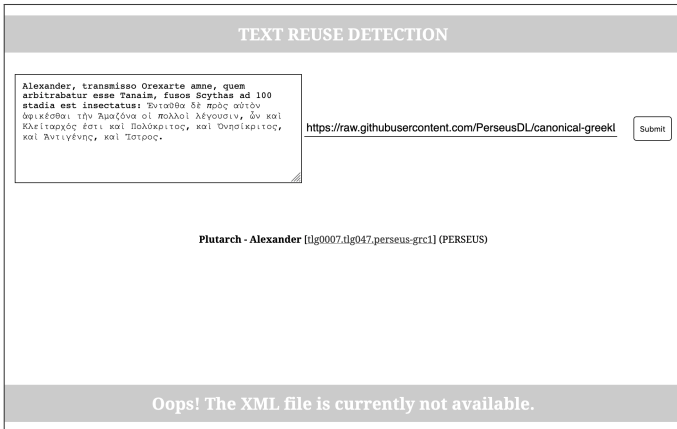 TEXT REUSE DETECTION
Alexander, transmisso Orexarte amne, quem
arbitrabatur esse Tanaim, fusos Scythas ad 100
stadia est insectatus: Ἐνταῦθα δὲ πρὸς αὐτὸν
ἀφικέσθαι τὴν Ἀμαζόνα οἱ πολλοὶ λέγουσιν, ὧν καὶ
Κλείταρχός ἐστι καὶ Πολύκριτος, καὶ Ὀνησίκριτος,
καὶ Ἀντιγένης, καὶ Ἴστρος.
https://raw.githubusercontent.com/PerseusDL/canonical-greekL
Submit
Plutarch - Alexander [tlg0007.tlg047.perseus-grc1] (PERSEUS)
Oops! The XML file is currently not available.